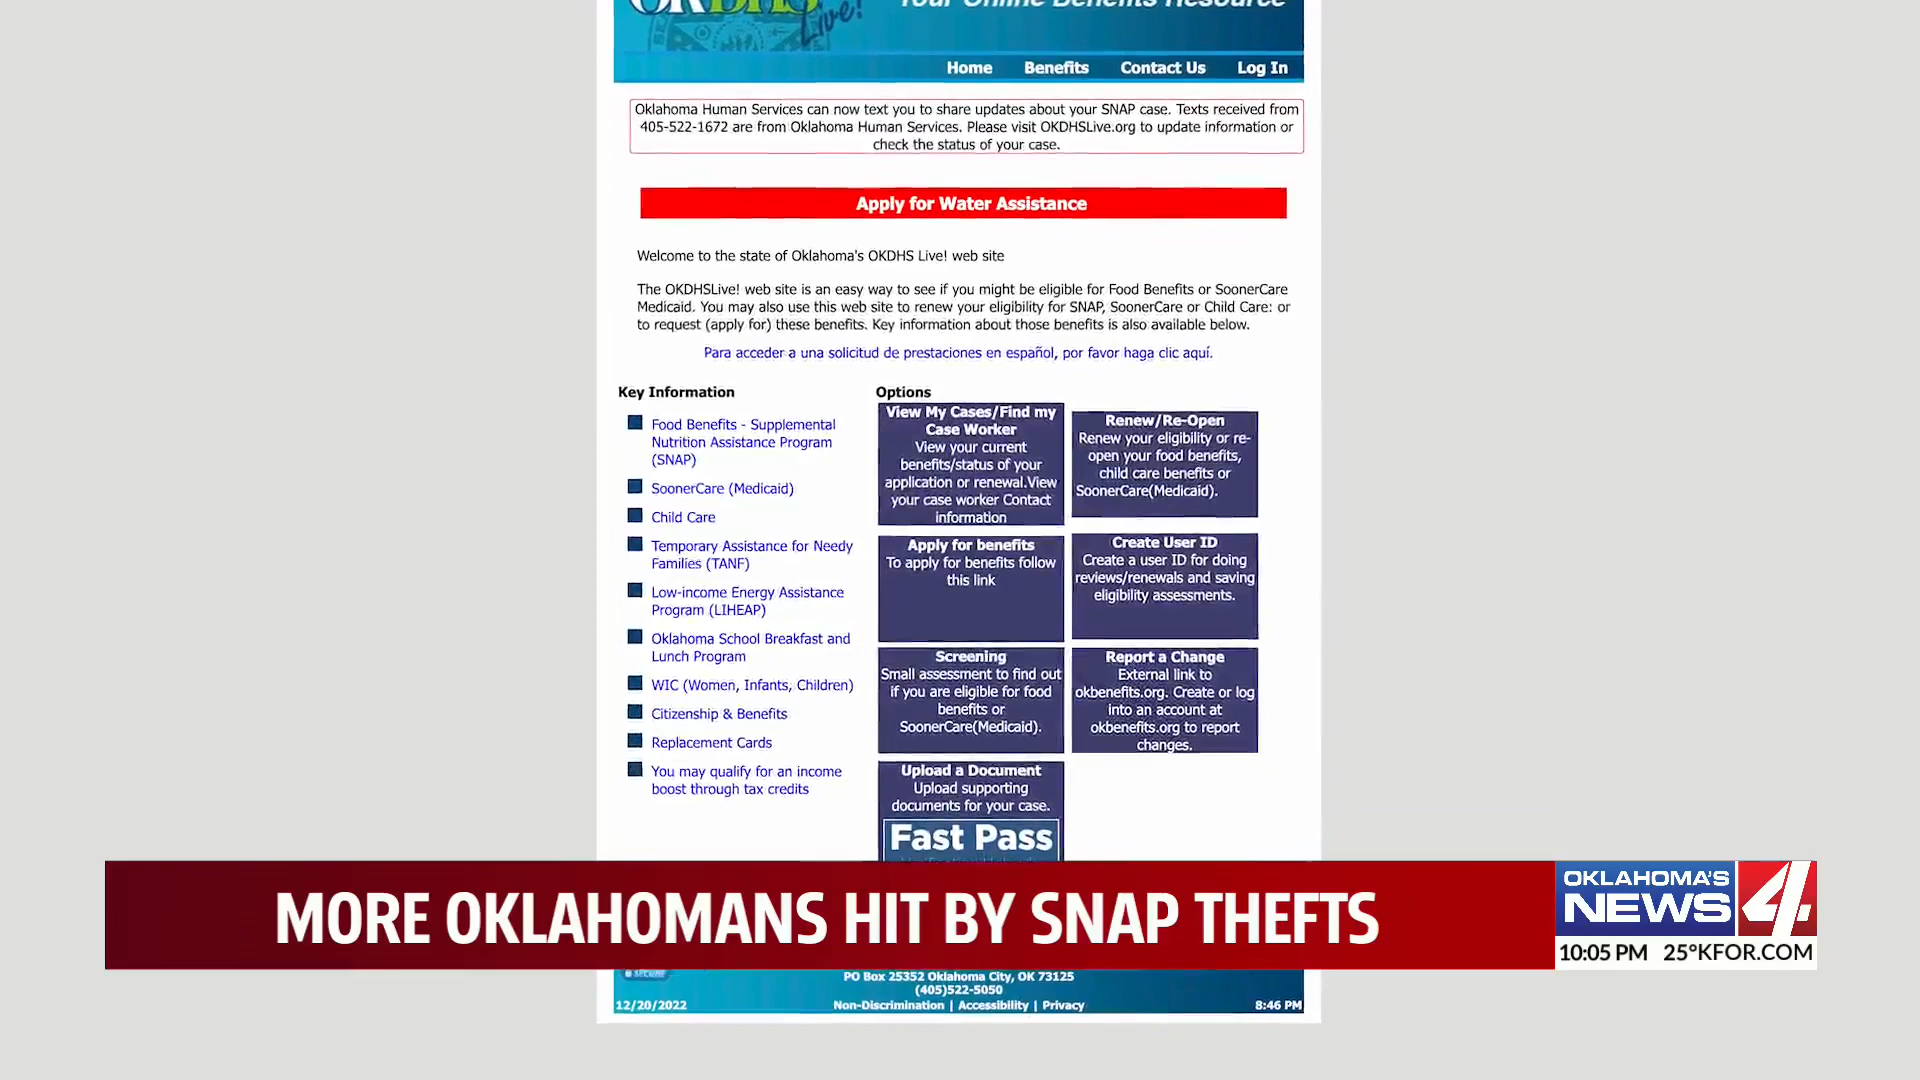 OKDHS Live!
Your Online Benefits Resource
Home Benefits Contact Us Log In
Oklahoma Human Services can now text you to share updates about your SNAP case. Texts received from
405-522-1672 are from Oklahoma Human Services. Please visit OKDHSLive.org to update information or
check the status of your case.
Apply for Water Assistance
Welcome to the state of Oklahoma's OKDHS Live! web site
The OKDHSLive! web site is an easy way to see if you might be eligible for Food Benefits or SoonerCare
Medicaid. You may also use this web site to renew your eligibility for SNAP, SoonerCare or Child Care: or
to request (apply for) these benefits. Key information about those benefits is also available below.
Para acceder a una solicitud de prestaciones en español, por favor haga clic aquí.
Key Information
Food Benefits - Supplemental
Nutrition Assistance Program
(SNAP)
SoonerCare (Medicaid)
Child Care
Temporary Assistance for Needy
Families (TANF)
Low-income Energy Assistance
Program (LIHEAP)
Oklahoma School Breakfast and
Lunch Program
WIC (Women, Infants, Children)
Citizenship & Benefits
Replacement Cards
You may qualify for an income
boost through tax credits
Options
View My Cases/Find my
Case Worker
View your current
benefits/status of your
application or renewal.View
your case worker Contact
information
Renew/Re-Open
Renew your eligibility or re-
open your food benefits,
child care benefits or
SoonerCare(Medicaid).
Apply for benefits
To apply for benefits follow
this link
Create User ID
Create a user ID for doing
reviews/renewals and saving
eligibility assessments.
Screening
Small assessment to find out
if you are eligible for food
benefits or
SoonerCare(Medicaid).
Report a Change
External link to
okbenefits.org. Create or log
into an account at
okbenefits.org to report
changes.
Upload a Document
Upload supporting
documents for your case.
Fast Pass
MORE OKLAHOMANS HIT BY SNAP THEFTS
OKLAHOMA'S
NEWS 4
10:05 PM 25° KFOR.COM
SECURE
PO Box 25352 Oklahoma City, OK 73125
(405)522-5050
12/20/2022 Non-Discrimination | Accessibility | Privacy 8:46 PM